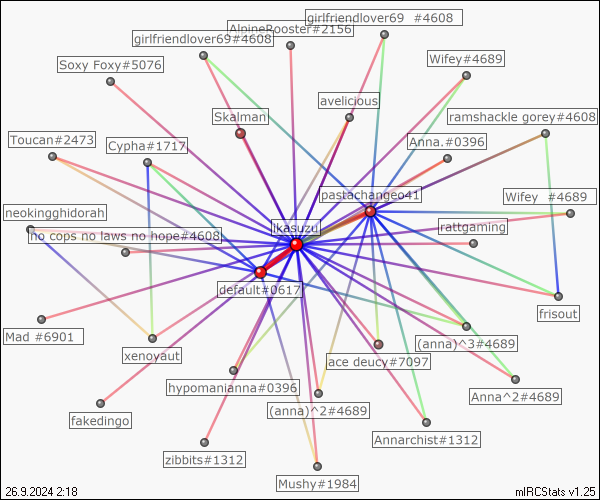 girlfriendlover69 #4608
AlpineRooster#2156
girlfriendlover69#4608
Wifey#4689
Soxy Foxy#5076
avelicious
Skalman
ramshackle gorey#4608
Toucan#2473
Cypha#1717
Anna.#0396
pastachangeo41
Wifey #4689
neokingghidorah
Ikasuzu
rattgaming
no cops no laws no hope#4608
default#0617
frisout
Mad #6901
xenoyaut
(anna)^3#4689
ace deucy#7097
hypomanianna#0396
Anna^2#4689
(anna)^2#4689
fakedingo
Annarchist#1312
zibbits#1312
Mushy#1984
26.9.2024 2:18
mIRCStats v1.25